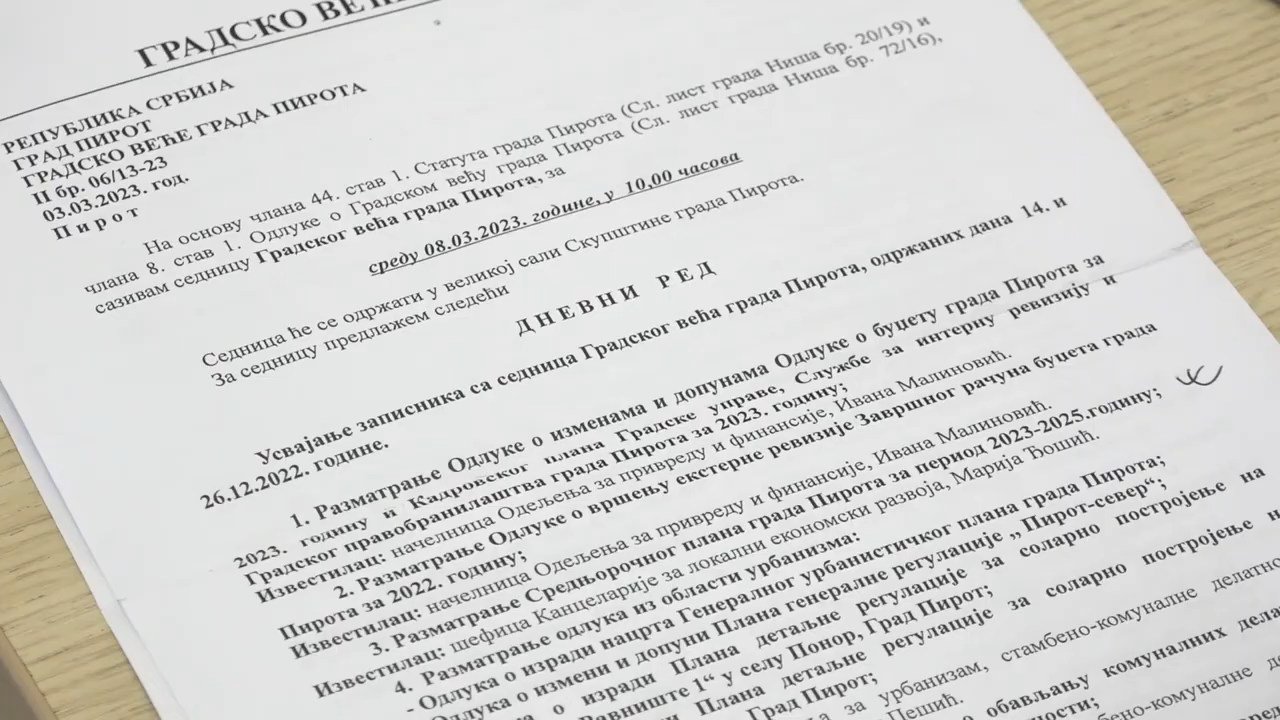 ГРАДСКО ВЕЋ
РЕПУБЛИКА СРБИЈА
ГРАД ПИРОТ
ГРАДСКО ВЕЋЕ ГРАДА ПИРОТА
II бр. 06/13-23
03.03.2023. год.
П и р о т
На основу члана 44. став 1. Статута града Пирота (Сл. лист града Ниша бр. 20/19) и
члана 8. став 1. Одлуке о Градском већу града Пирота (Сл. лист града Ниша бр. 72/16),
сазивам седницу Градског већа града Пирота, за
среду 08.03.2023. године, у 10,00 часова
Седница ће се одржати у великој сали Скупштине града Пирота.
За седницу предлажем следећи
Д Н Е В Н И Р Е Д
Усвајање записника са седница Градског већа града Пирота, одржаних дана 14. и
26.12.2022. године.
1. Разматрање Одлуке о изменама и допунама Одлуке о буџету града Пирота за
2023. годину и Кадровског плана Градске управе, Службе за интерну ревизију и
Градског правобранилаштва града Пирота за 2023. годину;
Известилац: начелница Одељења за привреду и финансије, Ивана Малиновић.
2. Разматрање Одлуке о вршењу екстерне ревизије Завршног рачуна буџета града
Пирота за 2022. годину;
Известилац: начелница Одељења за привреду и финансије, Ивана Малиновић.
3. Разматрање Средњорочног плана града Пирота за период 2023-2025.годину;
Известилац: шефица Канцеларије за локални економски развоја, Марија Ћошић.
4. Разматрање одлука из области урбанизма:
- Одлука о изради нацрта Генералног урбанистичког плана града Пирота;
Одлука о измени и допуни Плана генералне регулације ,, Пирот-север“;
о изради Плана детаљне регулације за соларно постројење на
Равниште 1“ у селу Понор, Град Пирот;
Плана детаљне регулације за соларно постројење
Град Пирот;
за урбанизам, стамбено-комуналне
Пешић.
о обављању комуналних